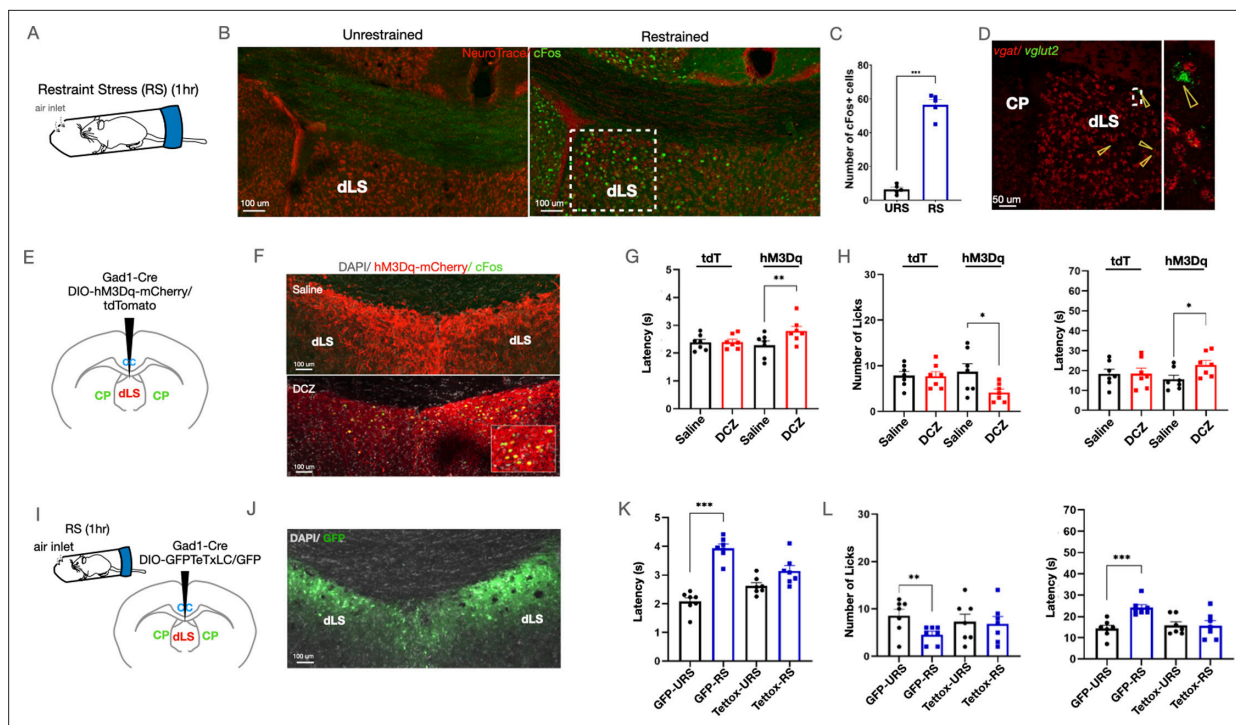 A
Restraint Stress (RS) (1hr)
air inlet
B
Unrestrained
Restrained
NeuroTrace/ cFos
dLS
100 um
dLS
100 um
C
***
Number of cFos+ cells
80
60
40
20
0
URS
RS
D
vgat/ vglut2
CP
dLS
50 um
E
Gad1-Cre
DIO-hM3Dq-mCherry/
tdTomato
CC
CP
dLS
CP
F
DAPI/ hM3Dq-mCherry/ cFos
Saline
dLS
dLS
100 um
DCZ
100 um
G
tdT
hM3Dq
**
Latency (s)
5
4
3
2
1
0
Saline
DCZ
Saline
DCZ
H
tdT
hM3Dq
*
Number of Licks
20
15
10
5
0
Saline
DCZ
Saline
DCZ
tdT
hM3Dq
*
Latency (s)
70
60
50
40
30
20
10
0
Saline
DCZ
Saline
DCZ
I
RS (1hr)
air inlet
Gad1-Cre
DIO-GFPTeTxLC/GFP
CC
CP
dLS
CP
J
DAPI/ GFP
dLS
dLS
100 um
K
***
Latency (s)
5
4
3
2
1
0
GFP-URS
GFP-RS
Tettox-URS
Tettox-RS
L
**
Number of Licks
20
15
10
5
0
GFP-URS
GFP-RS
Tettox-URS
Tettox-RS
***
Latency (s)
70
60
50
40
30
20
10
0
GFP-URS
GFP-RS
Tettox-URS
Tettox-RS